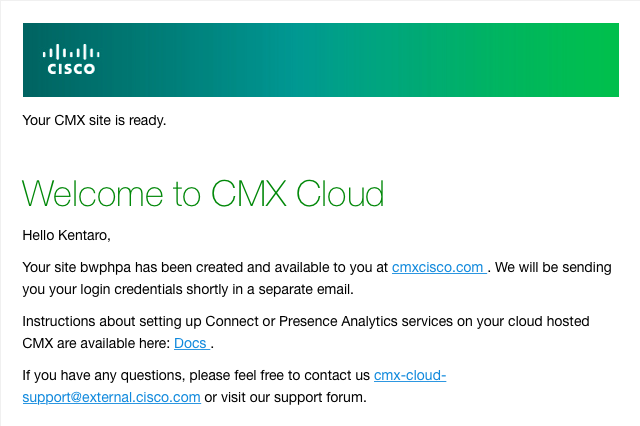 CISCO
Your CMX site is ready.
Welcome to CMX Cloud
Hello Kentaro,
Your site bwphpa has been created and available to you at cmxcisco.com . We will be sending
you your login credentials shortly in a separate email.
Instructions about setting up Connect or Presence Analytics services on your cloud hosted
CMX are available here: Docs .
If you have any questions, please feel free to contact us cmx-cloud-
support@external.cisco.com or visit our support forum.